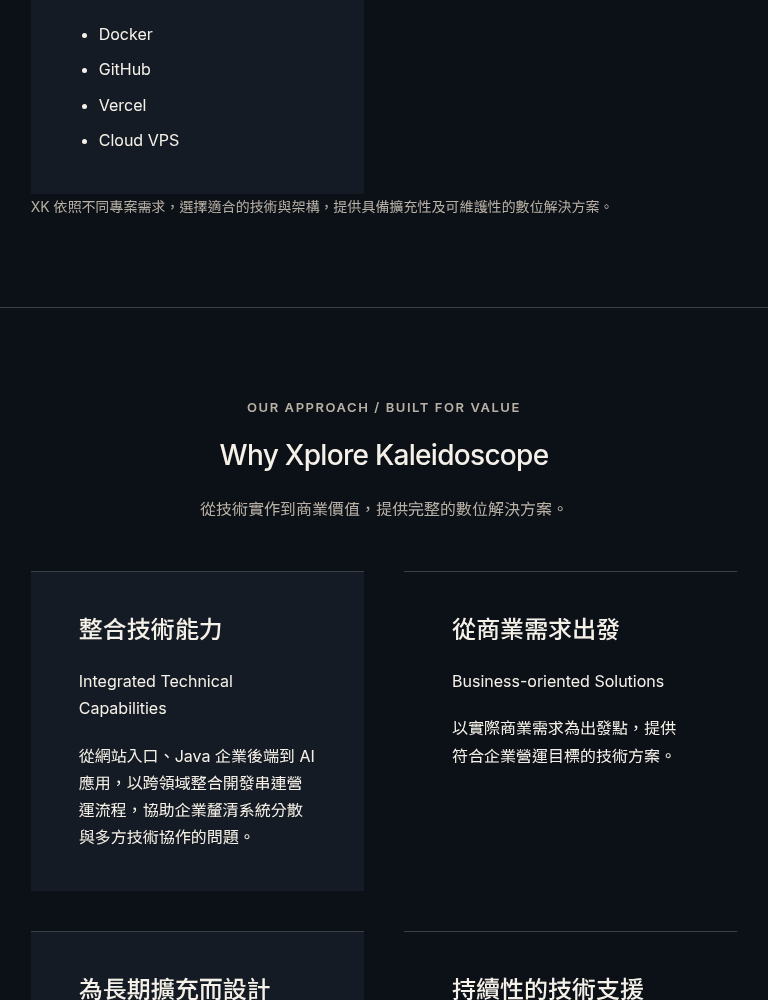 Docker
GitHub
Vercel
Cloud VPS
XK 依照不同專案需求，選擇適合的技術與架構，提供具備擴充性及可維護性的數位解決方案。
OUR APPROACH / BUILT FOR VALUE
Why Xplore Kaleidoscope
從技術實作到商業價值，提供完整的數位解決方案。
整合技術能力
Integrated Technical
Capabilities
從網站入口、Java 企業後端到 AI
應用，以跨領域整合開發串連營
運流程，協助企業釐清系統分散
與多方技術協作的問題。
從商業需求出發
Business-oriented Solutions
以實際商業需求為出發點，提供
符合企業營運目標的技術方案。
為長期擴充而設計
持續性的技術支援